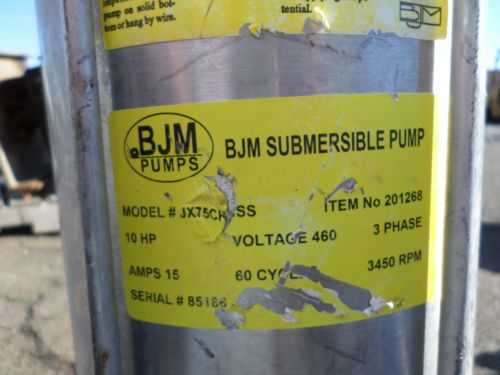 pump on solid bot-
tom or hang by wire.
tential.
BJM
BJM
PUMPS
BJM SUBMERSIBLE PUMP
MODEL # JX75CH SS
ITEM No 201268
10 HP
VOLTAGE 460
3 PHASE
AMPS 15
60
3450 RPM
SERIAL # 85186